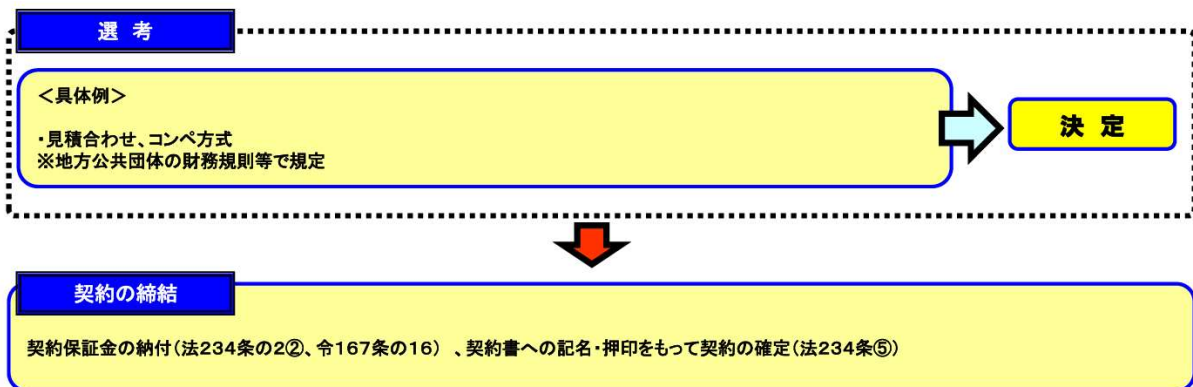 選 考
＜具体例＞
・見積合わせ、コンペ方式
※地方公共団体の財務規則等で規定
決 定
契約の締結
契約保証金の納付(法234条の2②、令167条の16) 、契約書への記名・押印をもって契約の確定(法234条⑤)